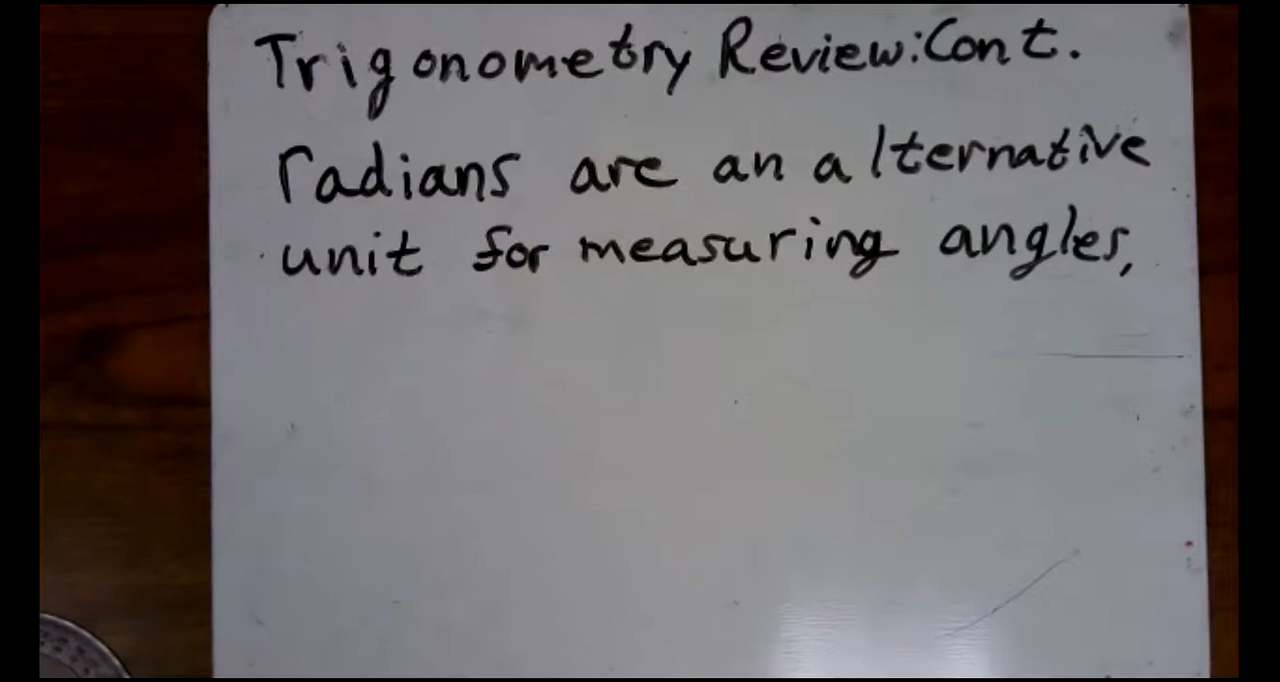 Trigonometry Review: Cont.
radians are an alternative
unit for measuring angles,